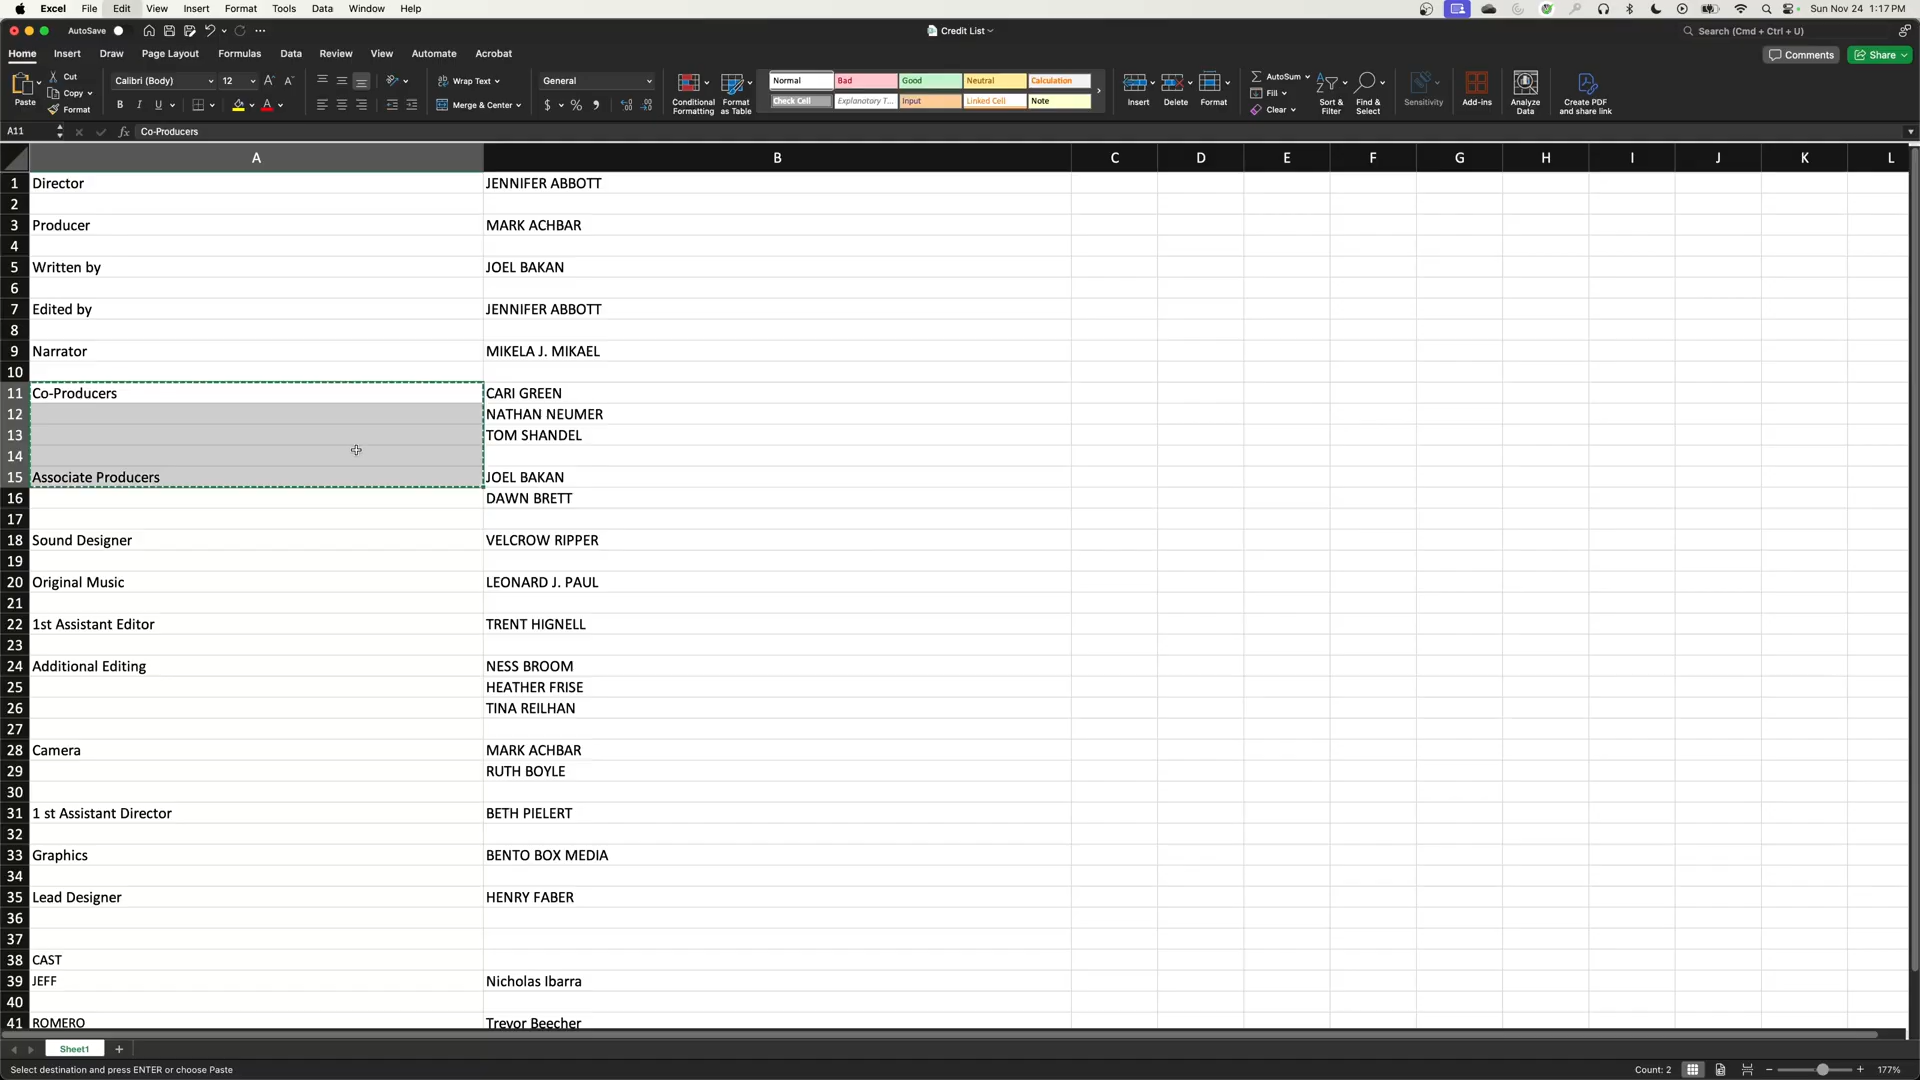 Excel File Edit View Insert Format Tools Data Window Help Sun Nov 24 1:17 PM
AutoSave Credit List Search (Cmd + Ctrl + U)
Home Insert Draw Page Layout Formulas Data Review View Automate Acrobat Comments Share
Paste Cut Copy Format
Calibri (Body) 12
B I U
Wrap Text
Merge & Center
General
$ % 
Conditional Formatting
Format as Table
Normal Bad Good Neutral Calculation
Check Cell Explanatory T... Input Linked Cell Note
Insert Delete Format
AutoSum
Fill
Clear
Sort & Filter
Find & Select
Sensitivity
Add-ins
Analyze Data
Create PDF and share link
A11 fx Co-Producers
A B C D E F G H I J K L
1 Director JENNIFER ABBOTT
2
3 Producer MARK ACHBAR
4
5 Written by JOEL BAKAN
6
7 Edited by JENNIFER ABBOTT
8
9 Narrator MIKELA J. MIKAEL
10
11 Co-Producers CARI GREEN
12 NATHAN NEUMER
13 TOM SHANDEL
14
15 Associate Producers JOEL BAKAN
16 DAWN BRETT
17
18 Sound Designer VELCROW RIPPER
19
20 Original Music LEONARD J. PAUL
21
22 1st Assistant Editor TRENT HIGNELL
23
24 Additional Editing NESS BROOM
25 HEATHER FRISE
26 TINA REILHAN
27
28 Camera MARK ACHBAR
29 RUTH BOYLE
30
31 1 st Assistant Director BETH PIELERT
32
33 Graphics BENTO BOX MEDIA
34
35 Lead Designer HENRY FABER
36
37
38 CAST
39 JEFF Nicholas Ibarra
40
41 ROMERO Trevor Beecher
Sheet1 +
Select destination and press ENTER or choose Paste Count: 2 177%